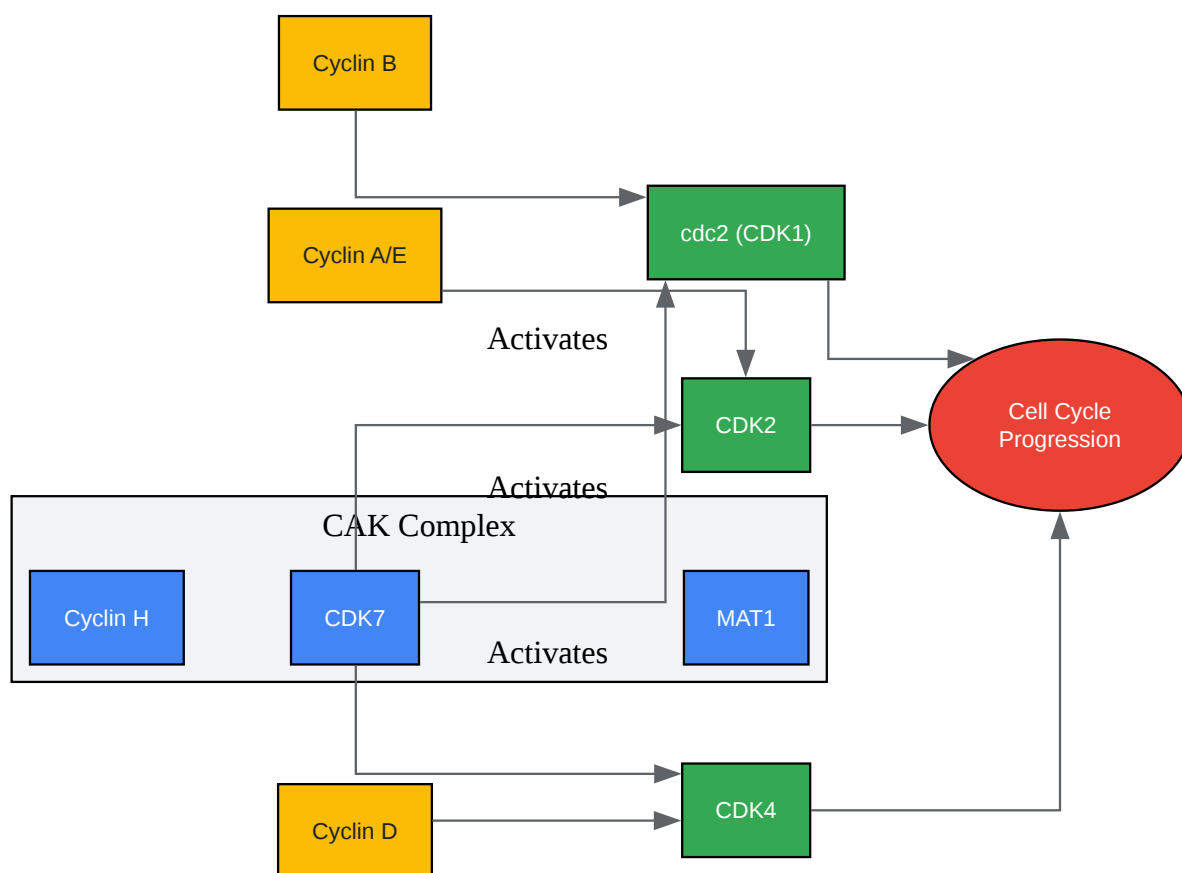 Cyclin B
cdc2 (CDK1)
Cyclin A/E
Activates
Cell Cycle
Progression
CDK2
Activates
CAK Complex
Cyclin H
CDK7
MAT1
Activates
CDK4
Cyclin D